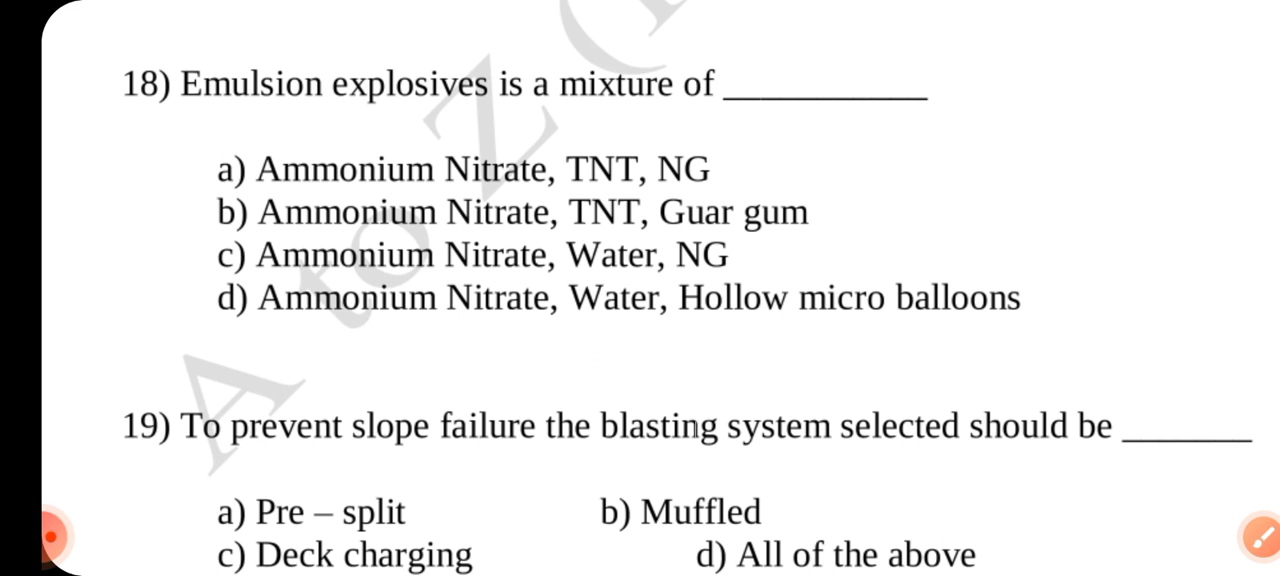 18) Emulsion explosives is a mixture of ___________
a) Ammonium Nitrate, TNT, NG
b) Ammonium Nitrate, TNT, Guar gum
c) Ammonium Nitrate, Water, NG
d) Ammonium Nitrate, Water, Hollow micro balloons
19) To prevent slope failure the blasting system selected should be _______
a) Pre – split b) Muffled
c) Deck charging d) All of the above
A to Z (